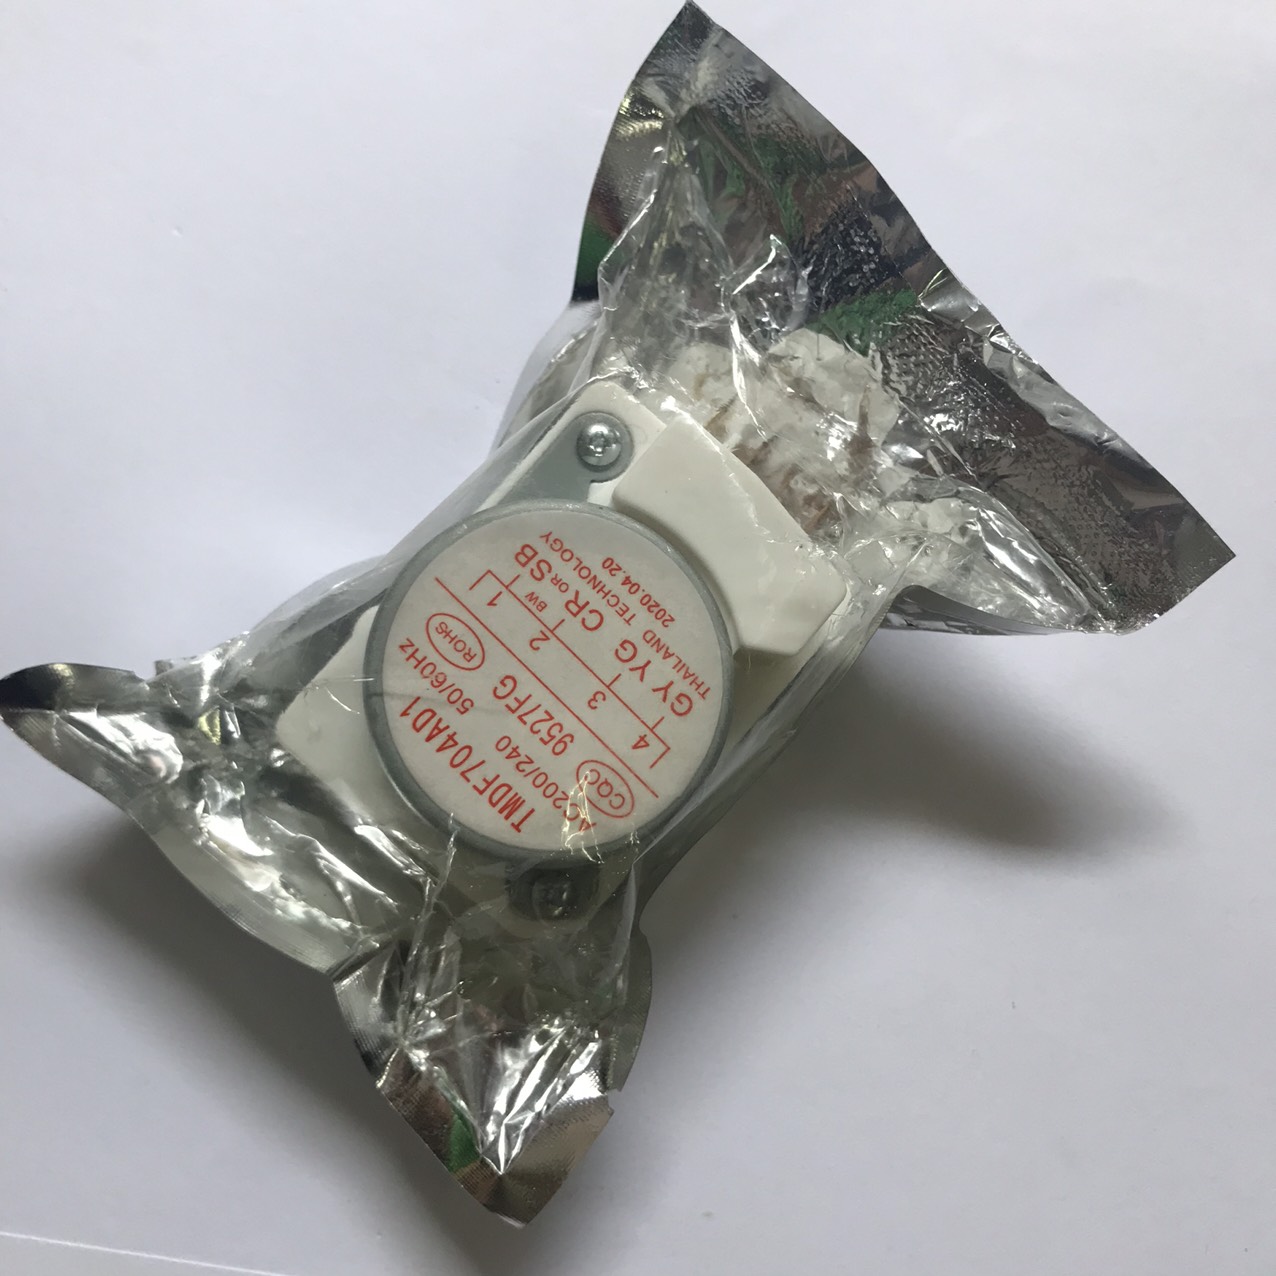 TMDF704AD1
AC200/240 50/60Hz
CQC 9527FG ROHS
4 3 2 1
BW
GY YG CR OR SB
THAILAND TECHNOLOGY
2020.04.20